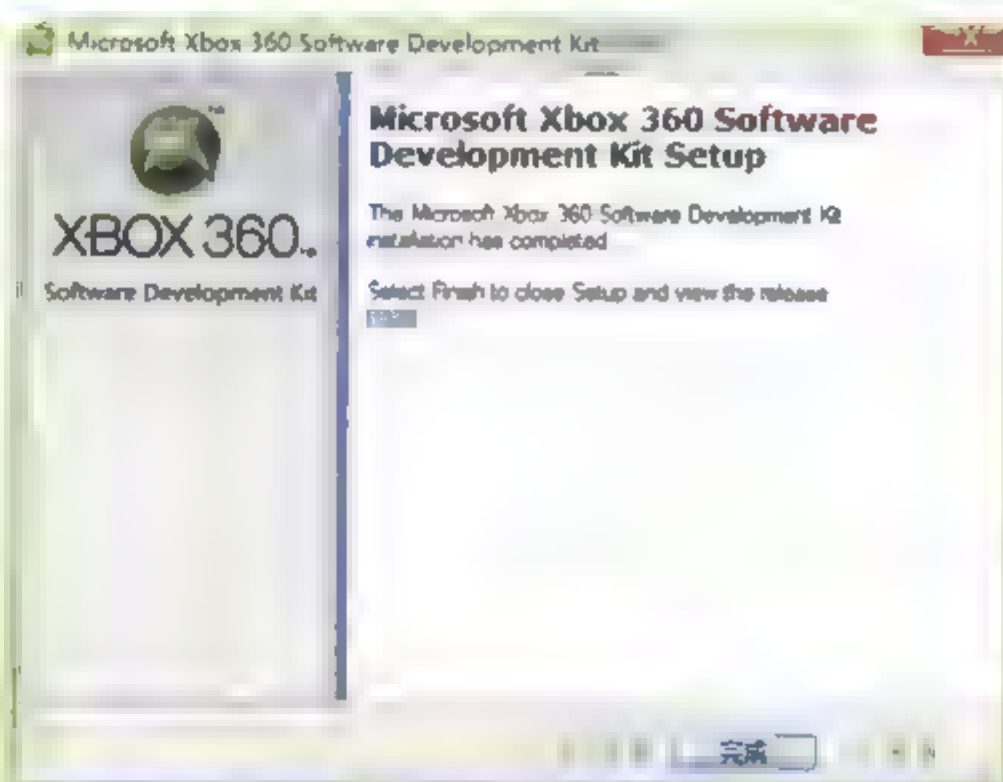 Microsoft Xbox 360 Software Development Kit
XBOX 360™
Software Development Kit
Microsoft Xbox 360 Software
Development Kit Setup
The Microsoft Xbox 360 Software Development Kit
installation has completed
Select Finish to close Setup and view the release
完成